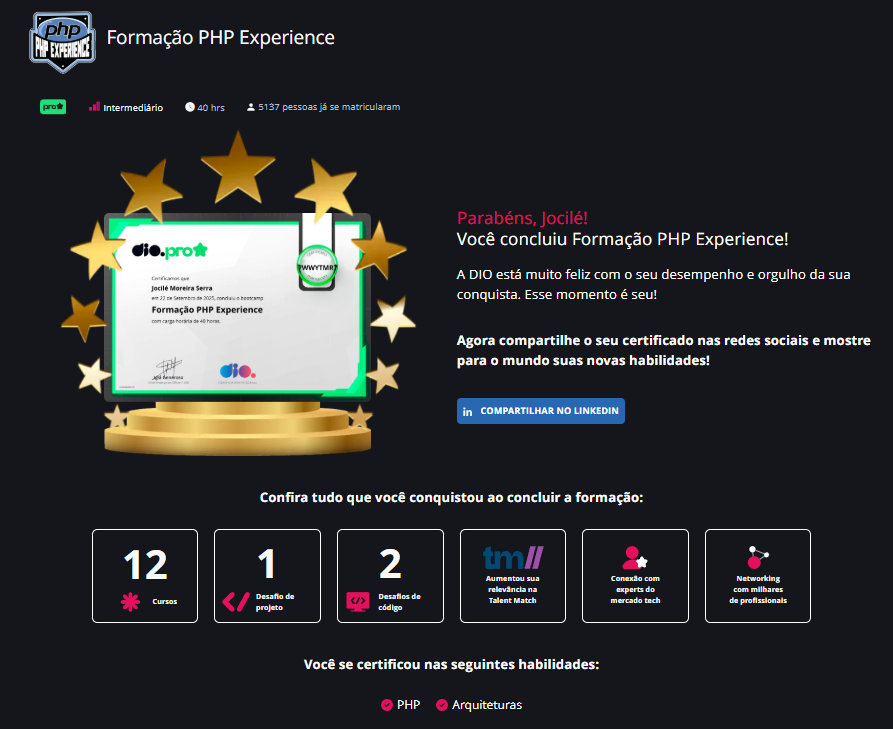 php
PHP EXPERIENCE
Formação PHP Experience
pro
Intermediário
40 hrs
5137 pessoas já se matricularam
dio.pro
7WWYTMR7
Certificamos que
Jocilé Moreira Serra
em 22 de Setembro de 2025, concluiu o bootcamp
Formação PHP Experience
com carga horária de 40 horas.
dio.
Parabéns, Jocilé!
Você concluiu Formação PHP Experience!
A DIO está muito feliz com o seu desempenho e orgulho da sua
conquista. Esse momento é seu!
Agora compartilhe o seu certificado nas redes sociais e mostre
para o mundo suas novas habilidades!
in COMPARTILHAR NO LINKEDIN
Confira tudo que você conquistou ao concluir a formação:
12
Cursos
1
Desafio de
projeto
2
Desafios de
código
tm//
Aumentou sua
relevância na
Talent Match
Conexão com
experts do
mercado tech
Networking
com milhares
de profissionais
Você se certificou nas seguintes habilidades:
PHP
Arquiteturas